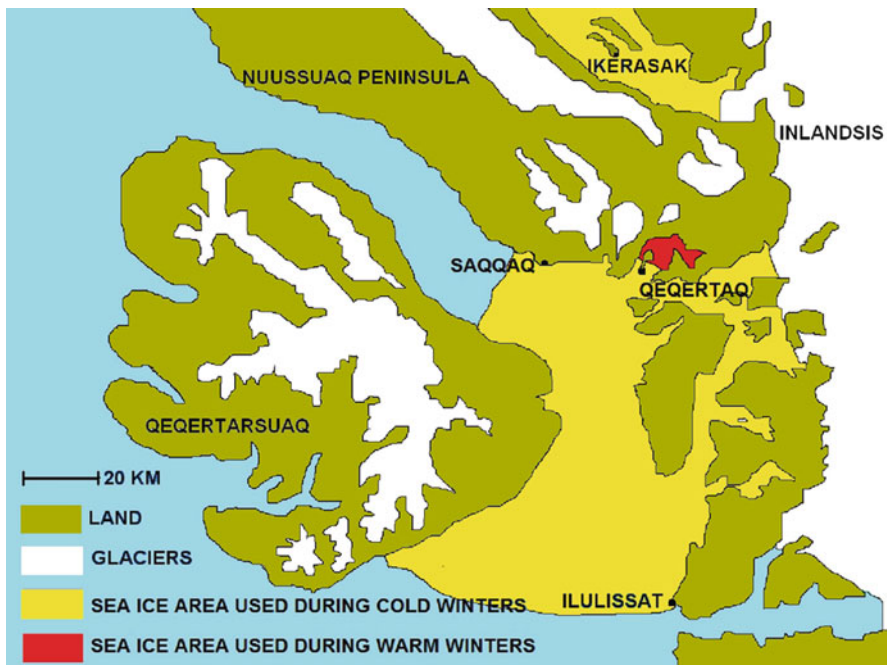 IKERASAK
NUUSSUAQ PENINSULA
INLANDSIS
SAQQAQ
QEQERTAQ
QEQERTARSUAQ
20 KM
LAND
GLACIERS
SEA ICE AREA USED DURING COLD WINTERS
ILULISSAT
SEA ICE AREA USED DURING WARM WINTERS